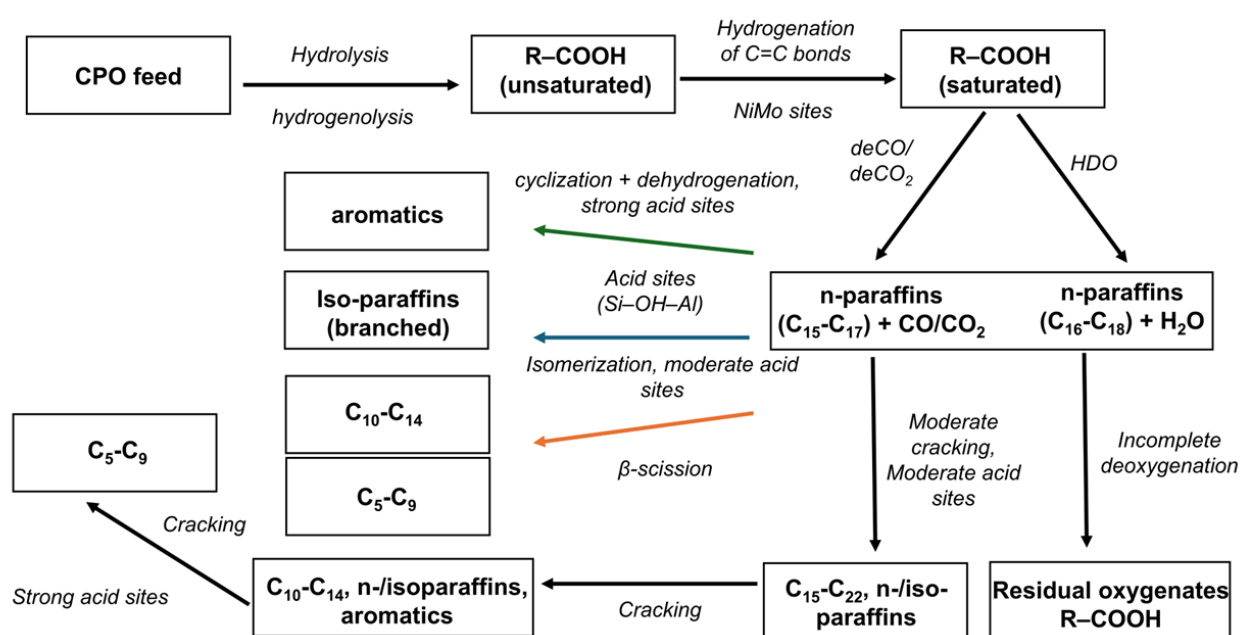 CPO feed
Hydrolysis
hydrogenolysis
R–COOH
(unsaturated)
Hydrogenation
of C=C bonds
NiMo sites
R–COOH
(saturated)
deCO/
deCO₂
HDO
cyclization + dehydrogenation,
strong acid sites
aromatics
Acid sites
(Si–OH–Al)
Iso-paraffins
(branched)
n-paraffins
(C₁₅-C₁₇) + CO/CO₂
n-paraffins
(C₁₆-C₁₈) + H₂O
Isomerization, moderate acid
sites
C₁₀-C₁₄
β-scission
C₅-C₉
Moderate
cracking,
Moderate acid
sites
Incomplete
deoxygenation
C₅-C₉
Cracking
Strong acid sites
C₁₀-C₁₄, n-/isoparaffins,
aromatics
Cracking
C₁₅-C₂₂, n-/iso-
paraffins
Residual oxygenates
R–COOH